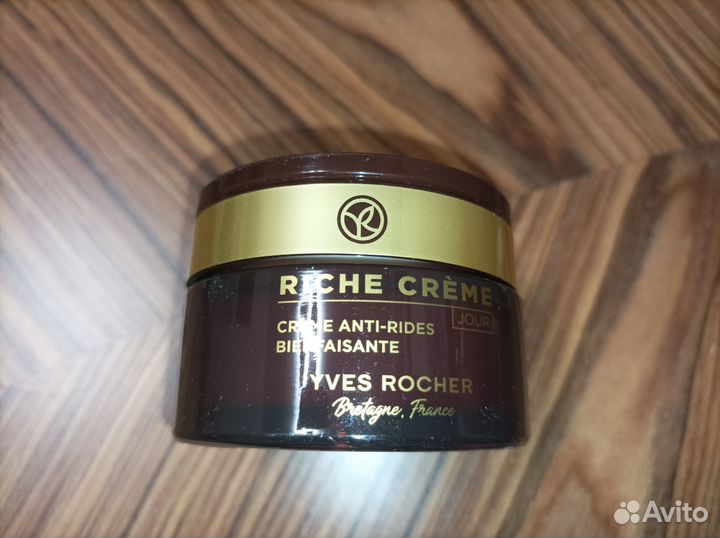 RICHE CRÈME
JOUR
CRÈME ANTI-RIDES
BIENFAISANTE
YVES ROCHER
Bretagne, France
Avito